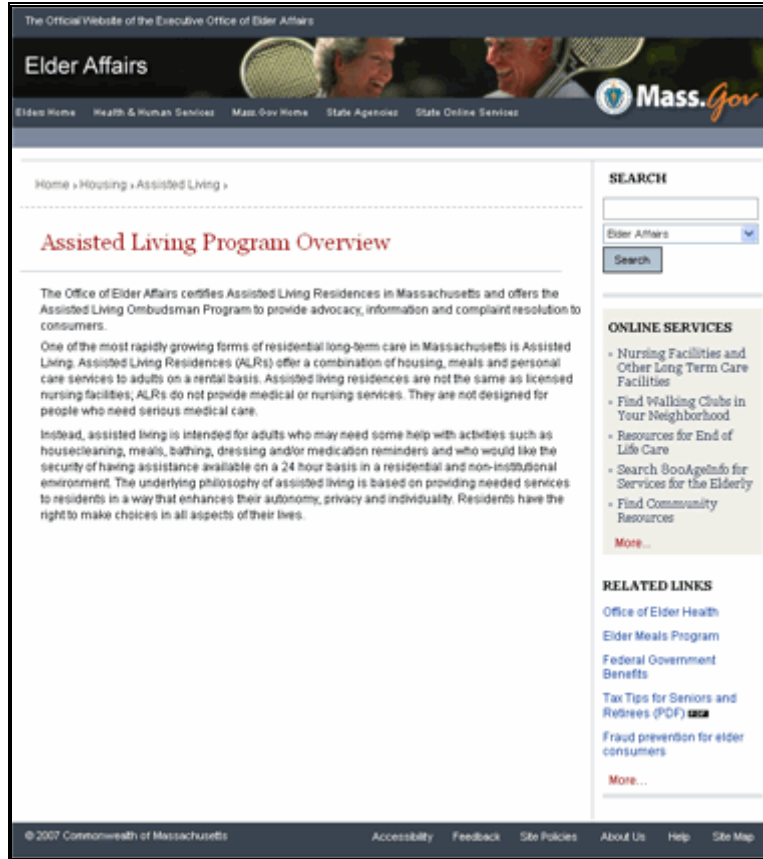 The Official Website of the Executive Office of Elder Affairs
Elder Affairs
Mass.Gov
Elders Home Health & Human Services Mass.Gov Home State Agencies State Online Services
Home » Housing » Assisted Living »
Assisted Living Program Overview
The Office of Elder Affairs certifies Assisted Living Residences in Massachusetts and offers the
Assisted Living Ombudsman Program to provide advocacy, information and complaint resolution to
consumers.
One of the most rapidly growing forms of residential long-term care in Massachusetts is Assisted
Living. Assisted Living Residences (ALRs) offer a combination of housing, meals and personal
care services to adults on a rental basis. Assisted living residences are not the same as licensed
nursing facilities; ALRs do not provide medical or nursing services. They are not designed for
people who need serious medical care.
Instead, assisted living is intended for adults who may need some help with activities such as
housecleaning, meals, bathing, dressing and/or medication reminders and who would like the
security of having assistance available on a 24 hour basis in a residential and non-institutional
environment. The underlying philosophy of assisted living is based on providing needed services
to residents in a way that enhances their autonomy, privacy and individuality. Residents have the
right to make choices in all aspects of their lives.
SEARCH
Elder Affairs
Search
ONLINE SERVICES
Nursing Facilities and
Other Long Term Care
Facilities
Find Walking Clubs in
Your Neighborhood
Resources for End of
Life Care
Search 800AgeInfo for
Services for the Elderly
Find Community
Resources
More...
RELATED LINKS
Office of Elder Health
Elder Meals Program
Federal Government
Benefits
Tax Tips for Seniors and
Retirees (PDF) PDF
Fraud prevention for elder
consumers
More...
© 2007 Commonwealth of Massachusetts Accessibility Feedback Site Policies About Us Help Site Map